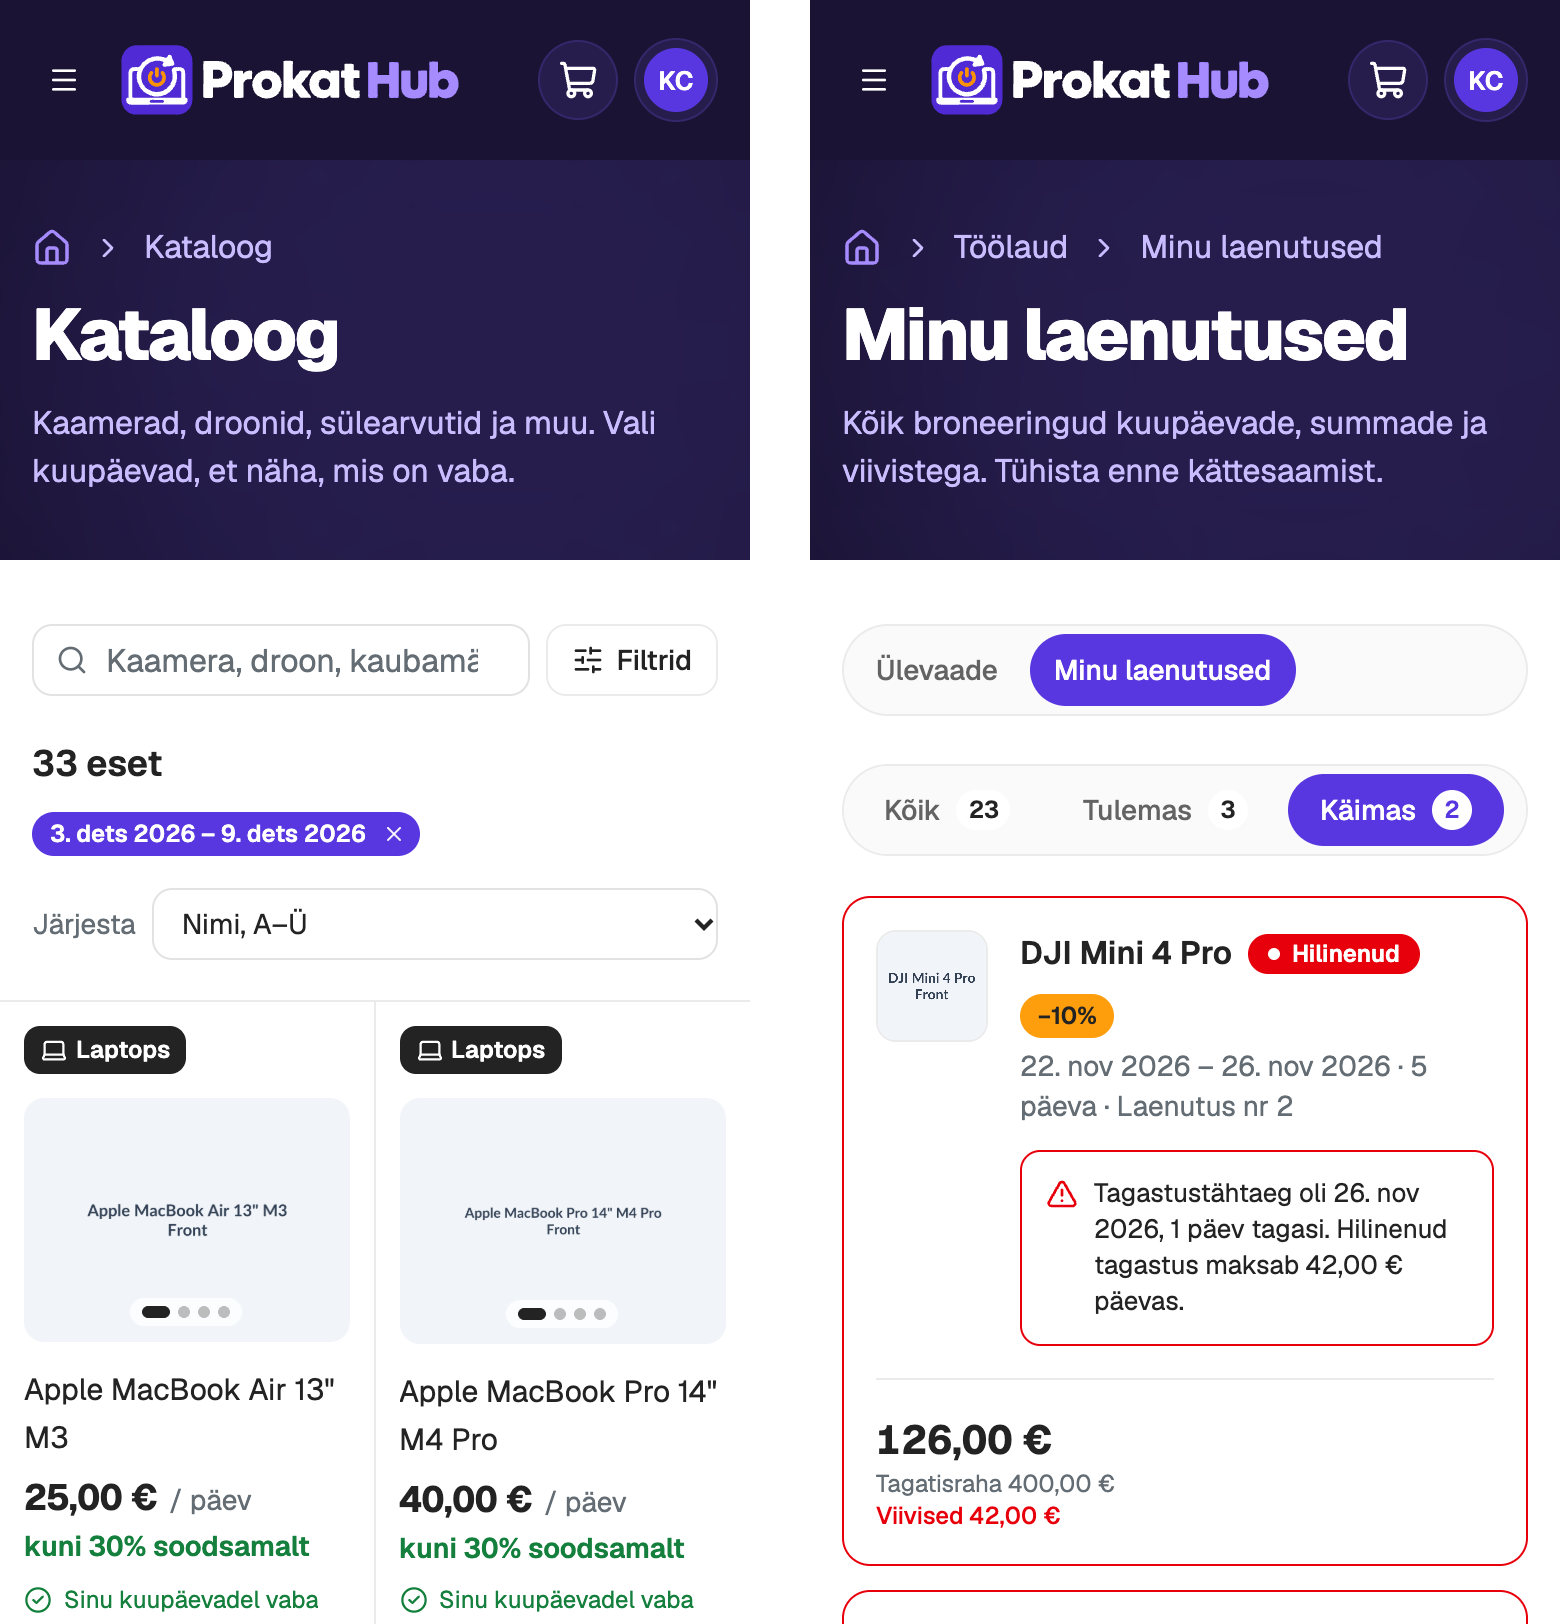 Prokat Hub
KC
Kataloog
Kataloog
Kaamerad, droonid, sülearvutid ja muu. Vali
kuupäevad, et näha, mis on vaba.
Kaamera, droon, kaubamä
Filtrid
33 eset
3. dets 2026 – 9. dets 2026
Järjesta
Nimi, A–Ü
Laptops
Apple MacBook Air 13" M3
Front
Apple MacBook Air 13"
M3
25,00 € / päev
kuni 30% soodsamalt
Sinu kuupäevadel vaba
Laptops
Apple MacBook Pro 14" M4 Pro
Front
Apple MacBook Pro 14"
M4 Pro
40,00 € / päev
kuni 30% soodsamalt
Sinu kuupäevadel vaba
Prokat Hub
KC
Töölaud
Minu laenutused
Minu laenutused
Kõik broneeringud kuupäevade, summade ja
viivistega. Tühista enne kättesaamist.
Ülevaade
Minu laenutused
Kõik 23
Tulemas 3
Käimas 2
DJI Mini 4 Pro
Front
DJI Mini 4 Pro
Hilinenud
−10%
22. nov 2026 – 26. nov 2026 · 5
päeva · Laenutus nr 2
Tagastustähtaeg oli 26. nov
2026, 1 päev tagasi. Hilinenud
tagastus maksab 42,00 €
päevas.
126,00 €
Tagatisraha 400,00 €
Viivised 42,00 €